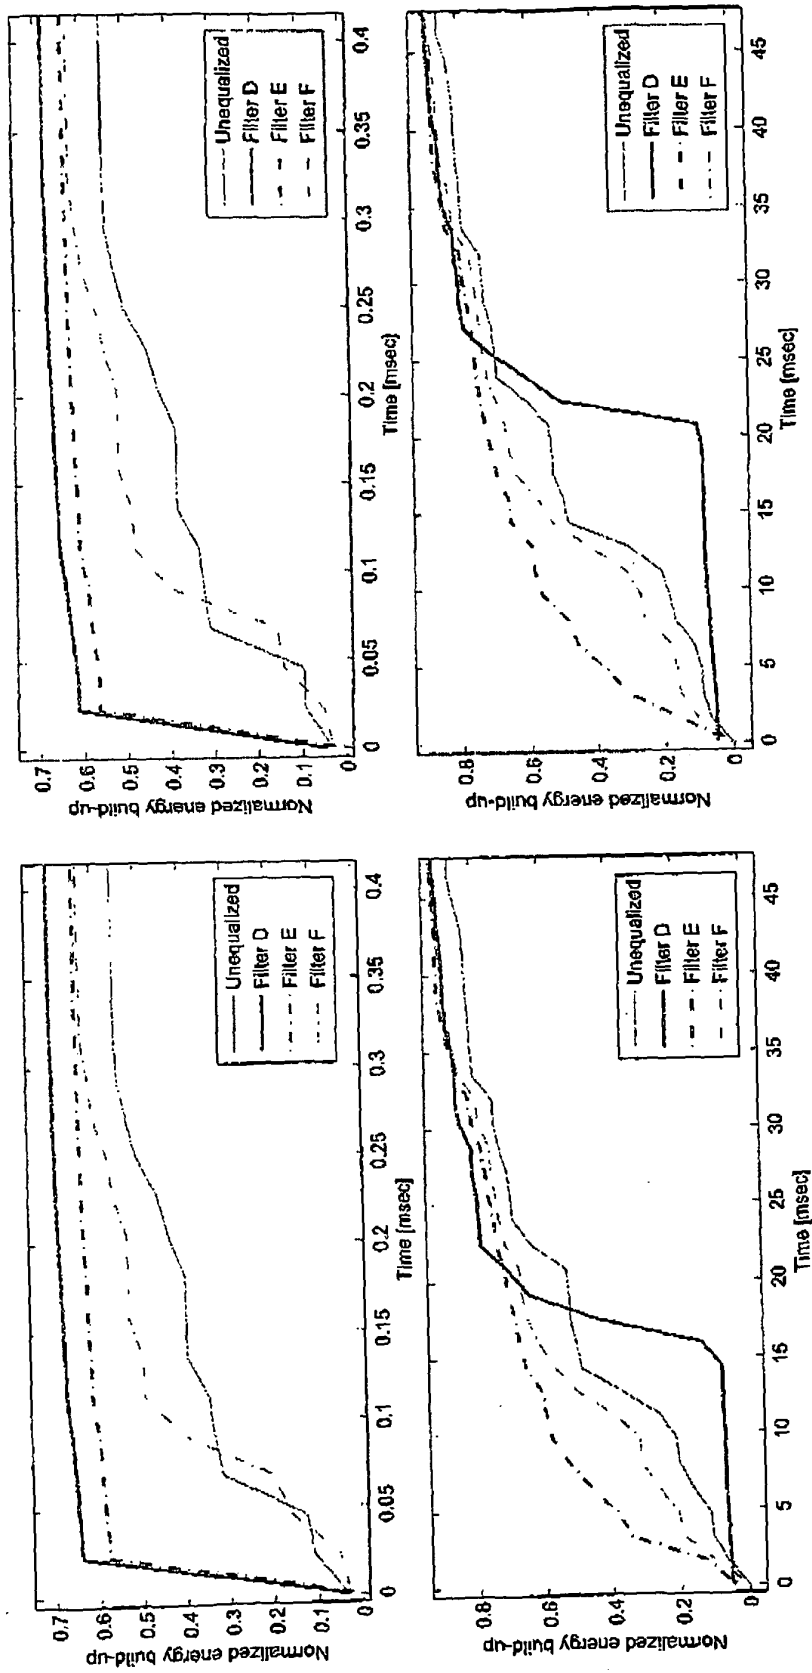 Normalized energy build-up
0.7
0.6
0.5
0.4
0.3
0.2
0.1
0
Unequalized
Filter D
Filter E
Filter F
0 0.05 0.1 0.15 0.2 0.25 0.3 0.35 0.4
Time [msec]
Normalized energy build-up
0.7
0.6
0.5
0.4
0.3
0.2
0.1
0
Unequalized
Filter D
Filter E
Filter F
0 0.05 0.1 0.15 0.2 0.25 0.3 0.35 0.4
Time [msec]
Normalized energy build-up
0.8
0.6
0.4
0.2
0
Unequalized
Filter D
Filter E
Filter F
0 5 10 15 20 25 30 35 40 45
Time [msec]
Normalized energy build-up
0.8
0.6
0.4
0.2
0
Unequalized
Filter D
Filter E
Filter F
0 5 10 15 20 25 30 35 40 45
Time [msec]